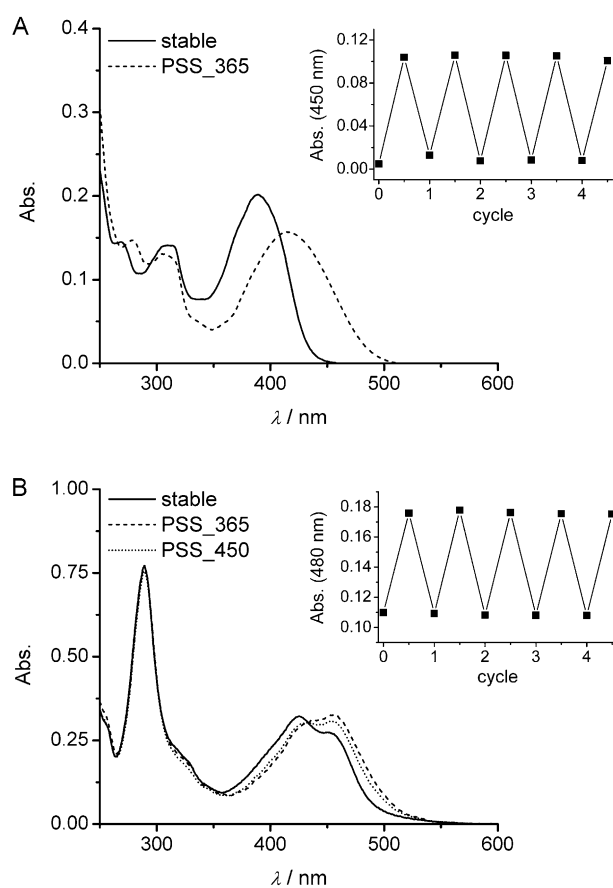 A
stable
PSS_365
0.4
0.3
0.2
0.1
0.0
Abs.
300
400
500
600
λ / nm
0.12
0.08
0.04
0.00
Abs. (450 nm)
0
1
2
3
4
cycle
B
stable
PSS_365
PSS_450
1.00
0.75
0.50
0.25
0.00
Abs.
300
400
500
600
λ / nm
0.18
0.16
0.14
0.12
0.10
Abs. (480 nm)
0
1
2
3
4
cycle